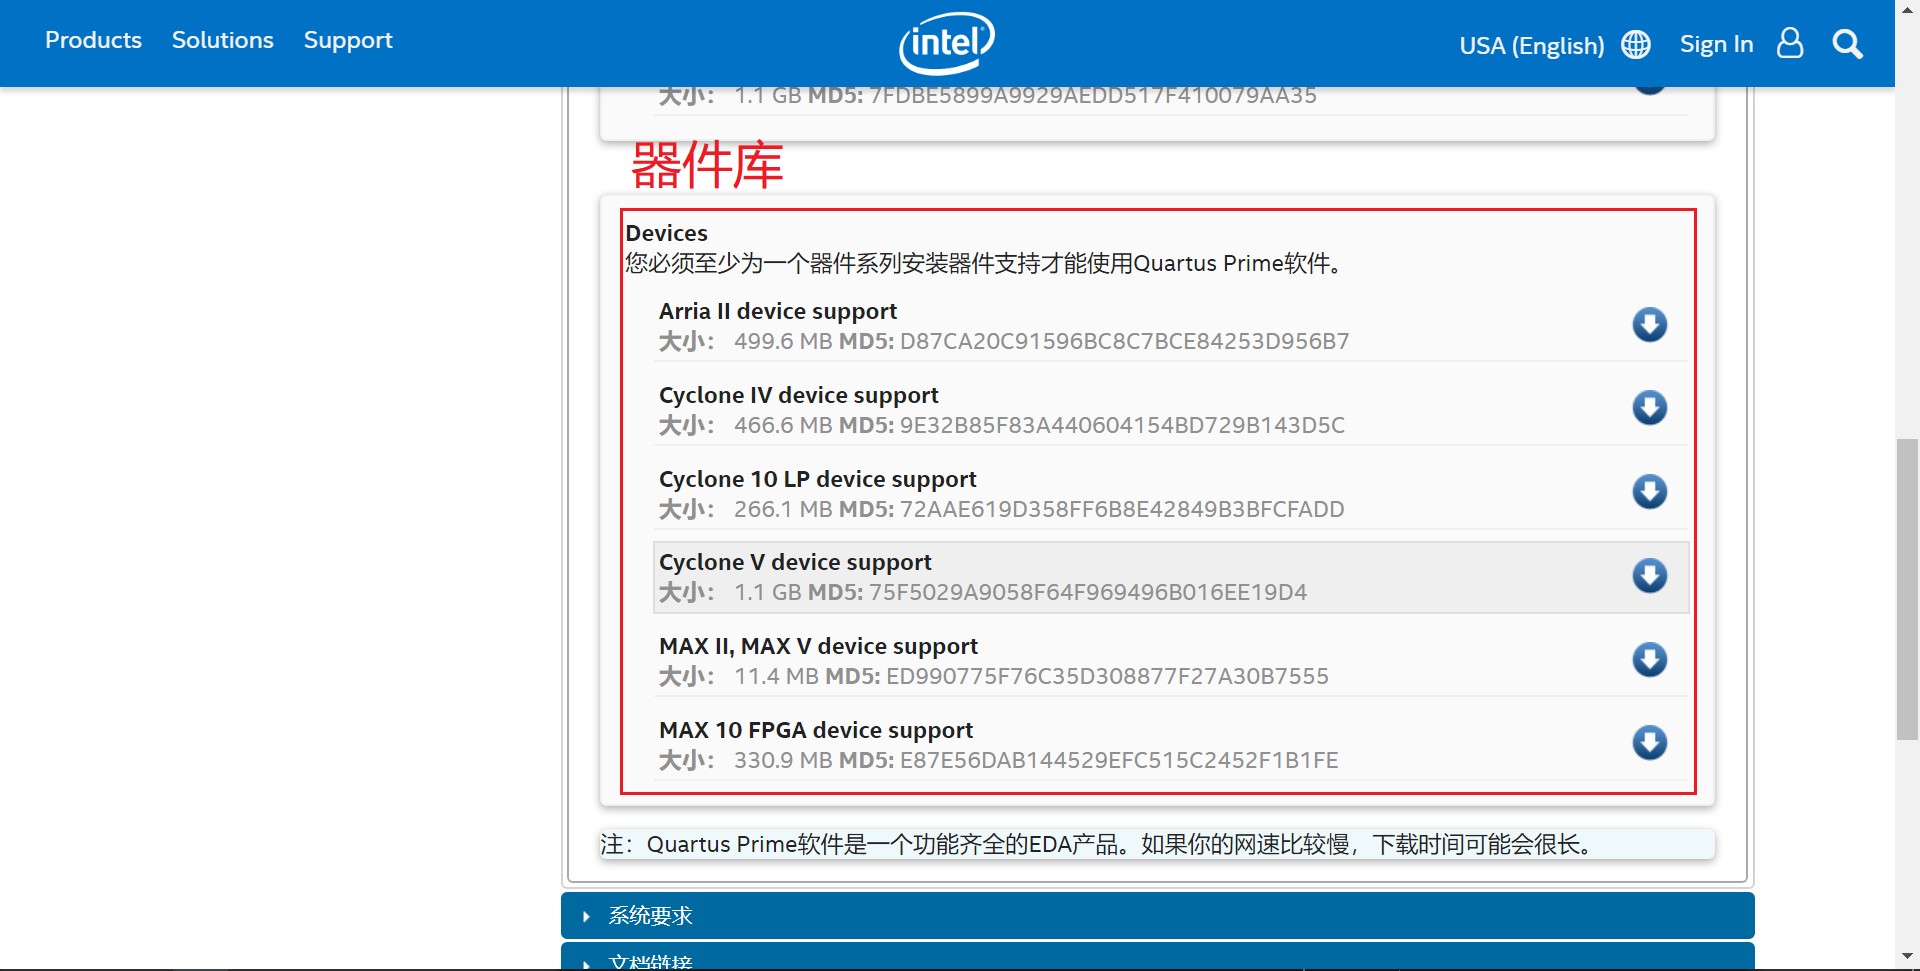 Products Solutions Support intel USA (English) Sign In
大小： 1.1 GB MD5: 7FDBE5899A9929AEDD517F410079AA35
器件库
Devices
您必须至少为一个器件系列安装器件支持才能使用Quartus Prime软件。
Arria II device support
大小： 499.6 MB MD5: D87CA20C91596BC8C7BCE84253D956B7
Cyclone IV device support
大小： 466.6 MB MD5: 9E32B85F83A440604154BD729B143D5C
Cyclone 10 LP device support
大小： 266.1 MB MD5: 72AAE619D358FF6B8E42849B3BFCFADD
Cyclone V device support
大小： 1.1 GB MD5: 75F5029A9058F64F969496B016EE19D4
MAX II, MAX V device support
大小： 11.4 MB MD5: ED990775F76C35D308877F27A30B7555
MAX 10 FPGA device support
大小： 330.9 MB MD5: E87E56DAB144529EFC515C2452F1B1FE
注：Quartus Prime软件是一个功能齐全的EDA产品。如果你的网速比较慢，下载时间可能会很长。
系统要求
文档链接